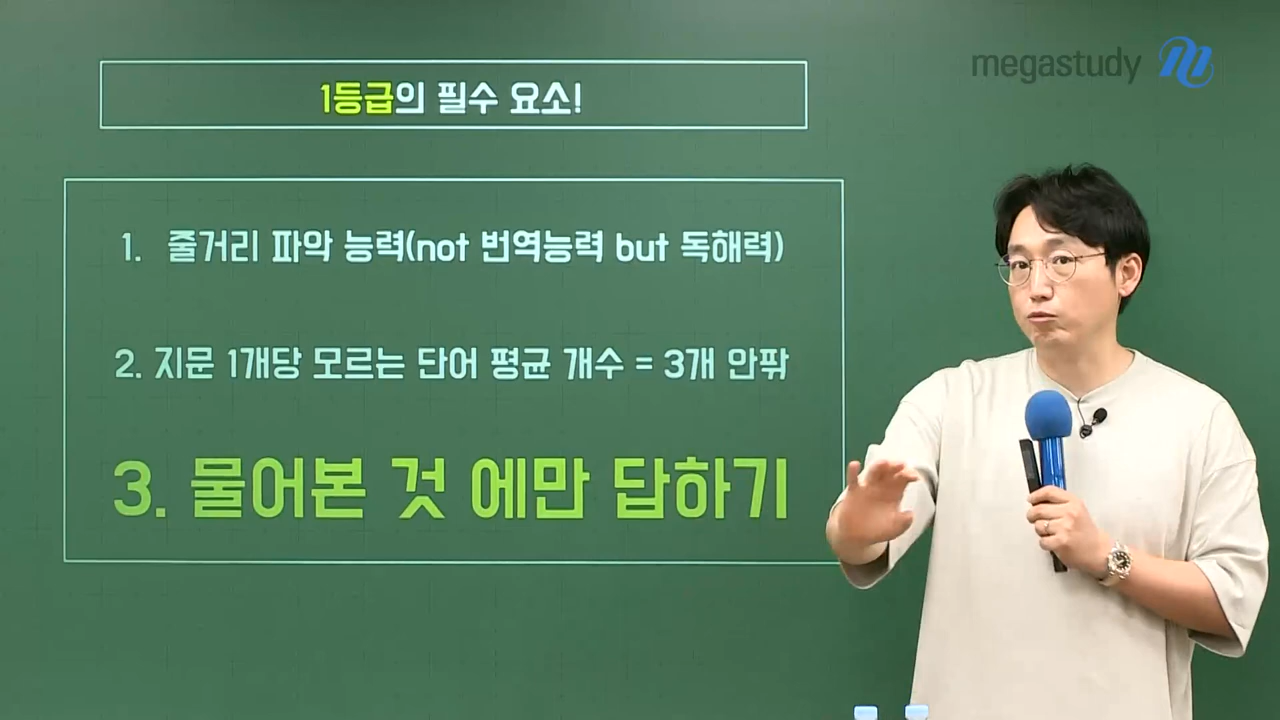 megastudy
1등급의 필수 요소!
1. 줄거리 파악 능력(not 번역능력 but 독해력)
2. 지문 1개당 모르는 단어 평균 개수 = 3개 안팎
3. 물어본 것 에만 답하기